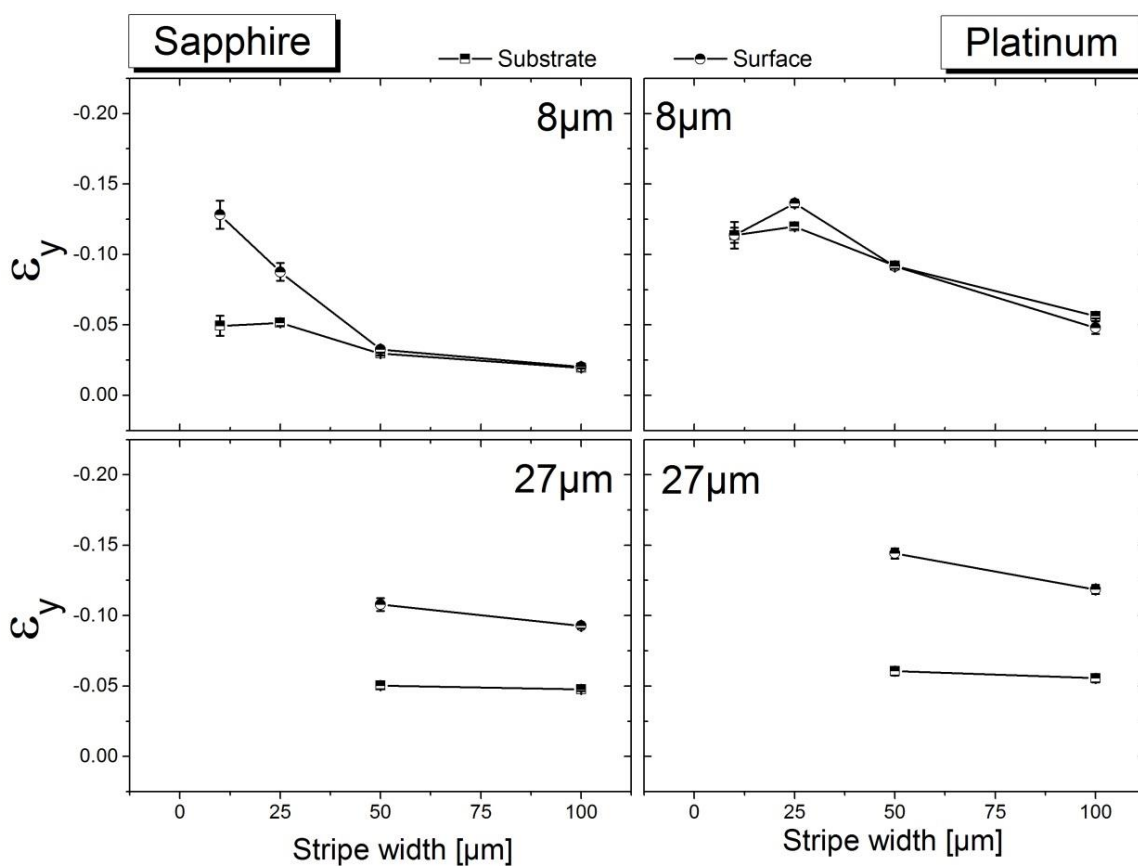 Sapphire
Substrate
Surface
Platinum
8µm
8µm
εy
-0.20
-0.15
-0.10
-0.05
0.00
27µm
27µm
εy
-0.20
-0.15
-0.10
-0.05
0.00
0 25 50 75 100
0 25 50 75 100
Stripe width [µm]
Stripe width [µm]